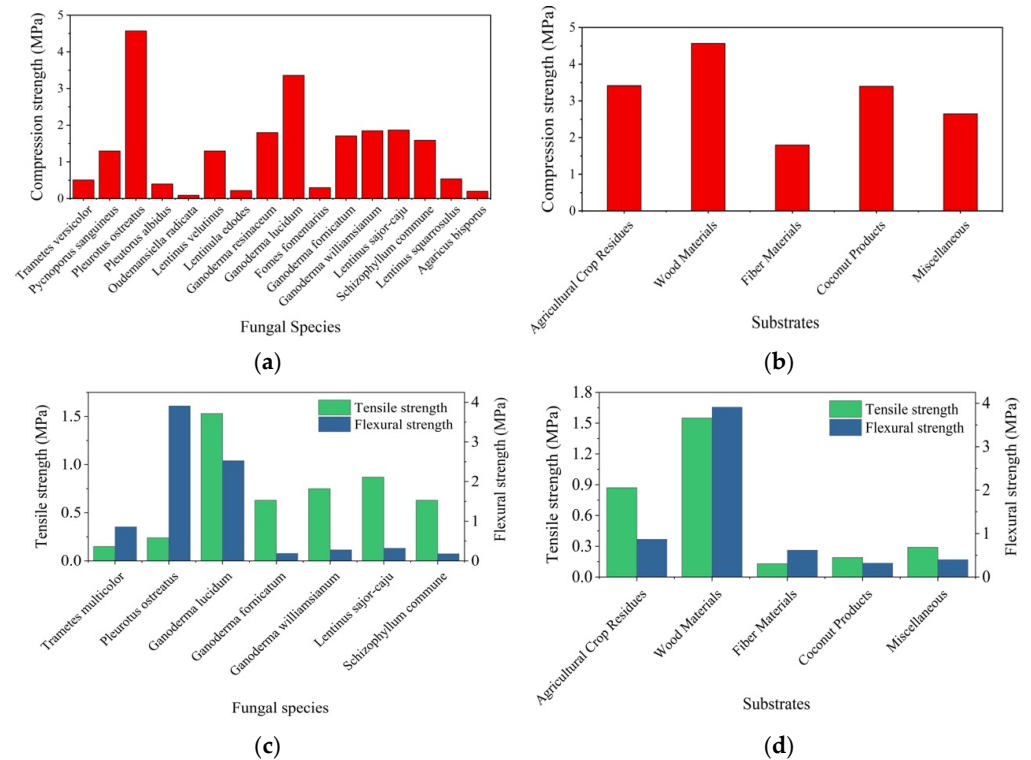 Compression strength (MPa)
5
4
3
2
1
0
Trametes versicolor
Pycnoporus sanguineus
Pleurotus ostreatus
Pleutorus albidus
Oudemansiella radicata
Lentinus velutinus
Lentinula edodes
Ganoderma resinaceum
Ganoderma lucidum
Fomes fomentarius
Ganoderma fornicatum
Ganoderma williamsianum
Lentinus sajor-caju
Schizophyllum commune
Lentinus squarrosulus
Agaricus bisporus
Fungal Species
(a)
Compression strength (MPa)
5
4
3
2
1
0
Agricultural Crop Residues
Wood Materials
Fiber Materials
Coconut Products
Miscellaneous
Substrates
(b)
Tensile strength (MPa)
1.5
1.0
0.5
0.0
Tensile strength
Flexural strength
4
3
2
1
0
Flexural strength (MPa)
Trametes multicolor
Pleurotus ostreatus
Ganoderma lucidum
Ganoderma fornicatum
Ganoderma williamsianum
Lentinus sajor-caju
Schizophyllum commune
Fungal species
(c)
Tensile strength (MPa)
1.8
1.5
1.2
0.9
0.6
0.3
0.0
Tensile strength
Flexural strength
4
3
2
1
0
Flexural strength (MPa)
Agricultural Crop Residues
Wood Materials
Fiber Materials
Coconut Products
Miscellaneous
Substrates
(d)